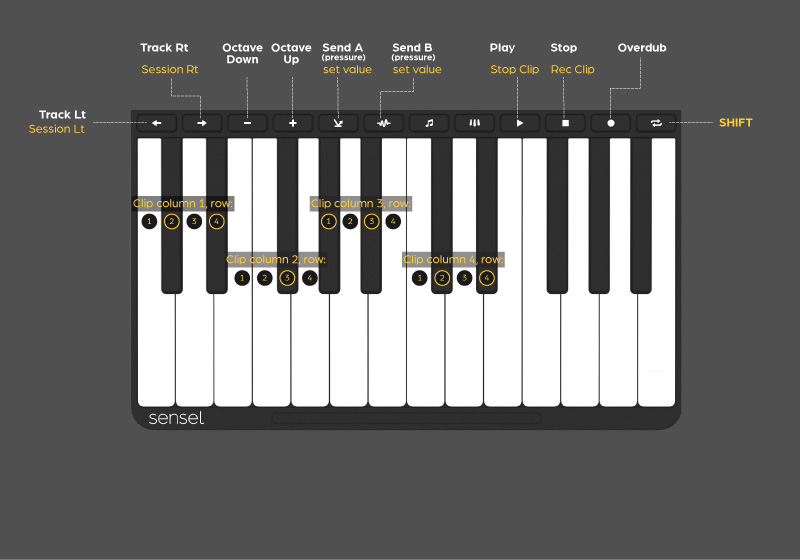 Track Rt
Session Rt
Octave
Down
Octave
Up
Send A
(pressure)
set value
Send B
(pressure)
set value
Play
Stop Clip
Stop
Rec Clip
Overdub
Track Lt
Session Lt
SHIFT
Clip column 1, row:
1 2 3 4
Clip column 3, row:
1 2 3 4
Clip column 2, row:
1 2 3 4
Clip column 4, row:
1 2 3 4
sensel